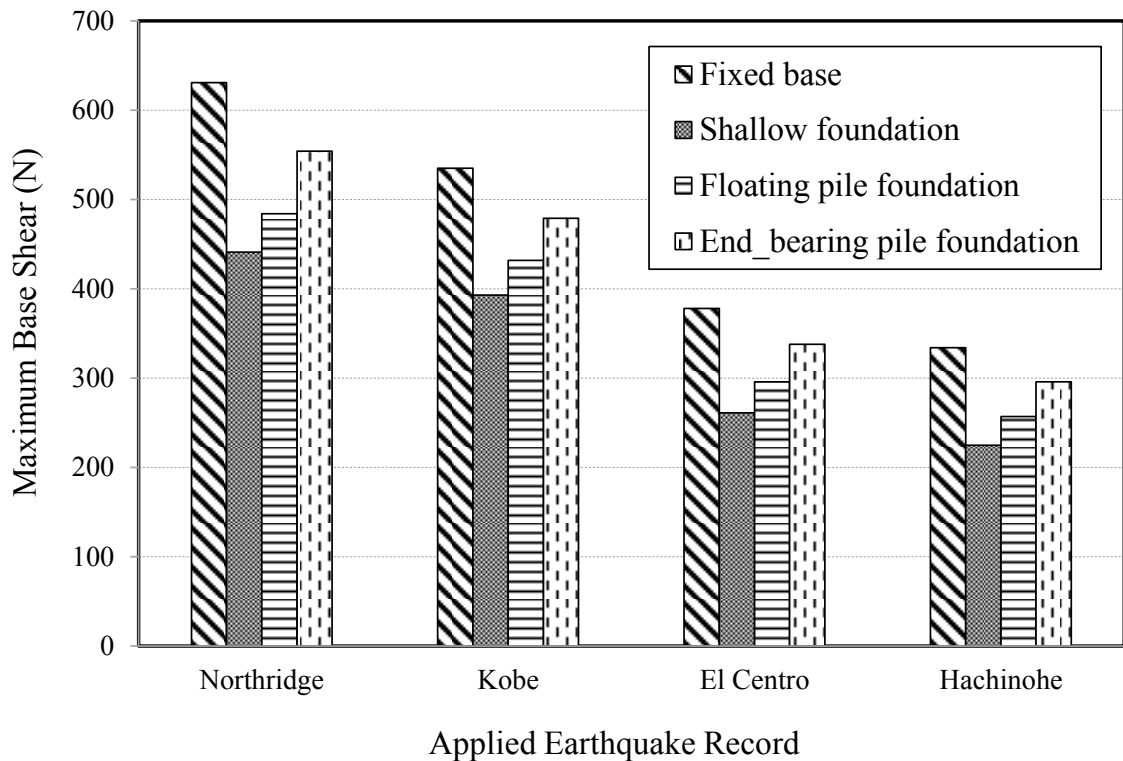 700
600
500
400
300
200
100
0
Maximum Base Shear (N)
Fixed base
Shallow foundation
Floating pile foundation
End_bearing pile foundation
Northridge
Kobe
El Centro
Hachinohe
Applied Earthquake Record